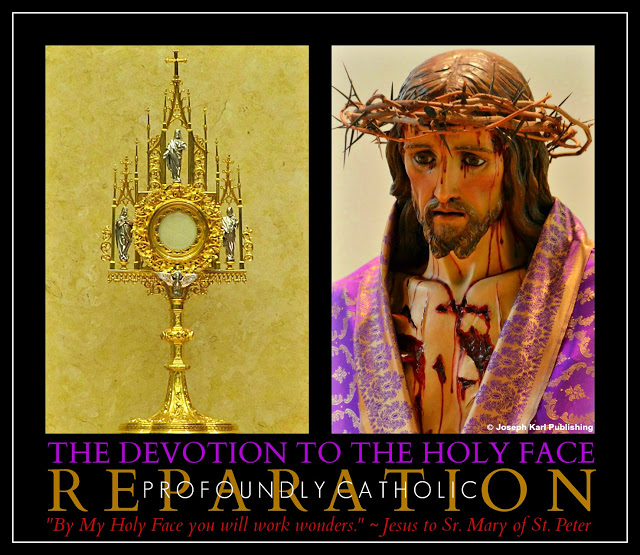 © Joseph Karl Publishing
THE DEVOTION TO THE HOLY FACE
REPARATION
PROFOUNDLY CATHOLIC
"By My Holy Face you will work wonders." ~ Jesus to Sr. Mary of St. Peter